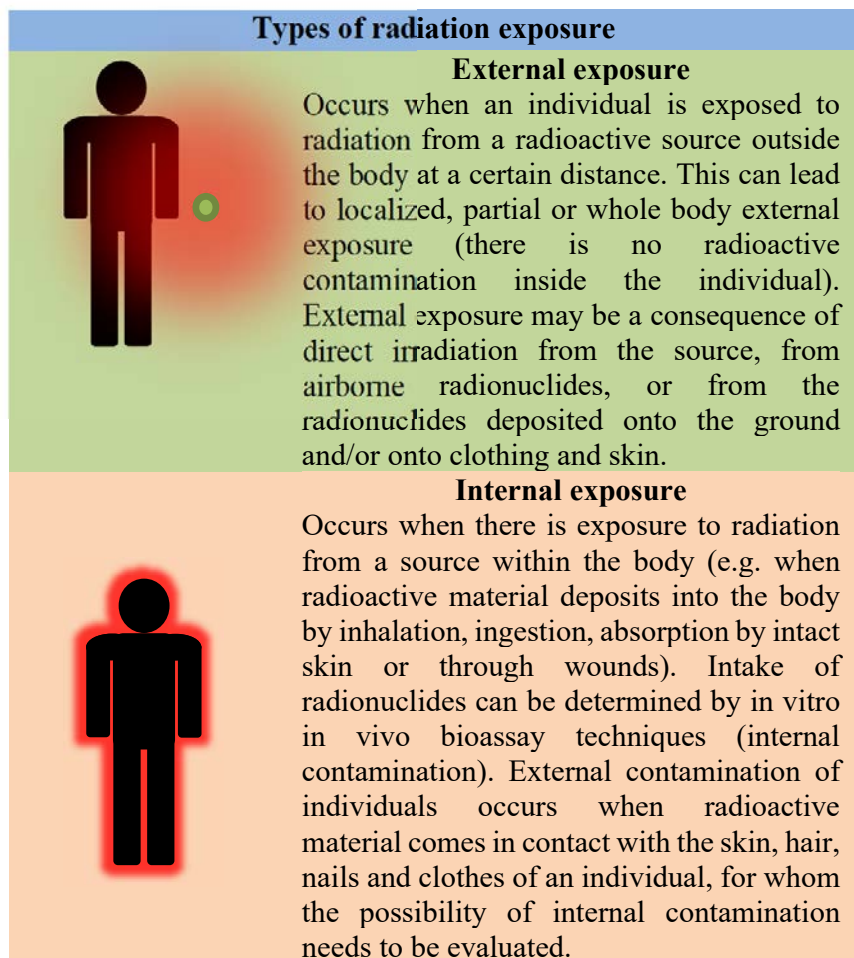 Types of radiation exposure
External exposure
Occurs when an individual is exposed to
radiation from a radioactive source outside
the body at a certain distance. This can lead
to localized, partial or whole body external
exposure (there is no radioactive
contamination inside the individual).
External exposure may be a consequence of
direct irradiation from the source, from
airborne radionuclides, or from the
radionuclides deposited onto the ground
and/or onto clothing and skin.
Internal exposure
Occurs when there is exposure to radiation
from a source within the body (e.g. when
radioactive material deposits into the body
by inhalation, ingestion, absorption by intact
skin or through wounds). Intake of
radionuclides can be determined by in vitro
in vivo bioassay techniques (internal
contamination). External contamination of
individuals occurs when radioactive
material comes in contact with the skin, hair,
nails and clothes of an individual, for whom
the possibility of internal contamination
needs to be evaluated.